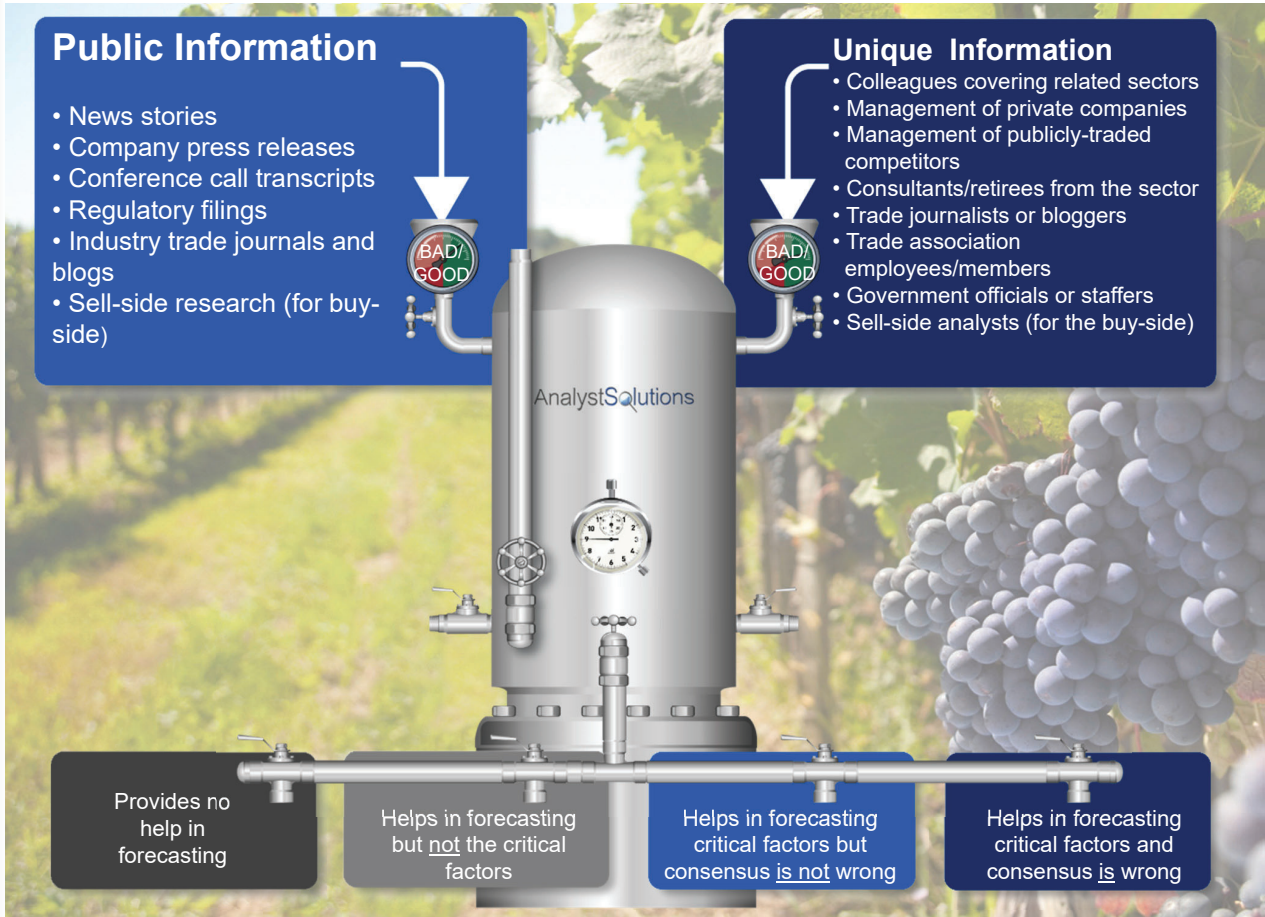 Public Information
• News stories
• Company press releases
• Conference call transcripts
• Regulatory filings
• Industry trade journals and
blogs
• Sell-side research (for buy-
side)
Unique Information
• Colleagues covering related sectors
• Management of private companies
• Management of publicly-traded
competitors
• Consultants/retirees from the sector
• Trade journalists or bloggers
• Trade association
employees/members
• Government officials or staffers
• Sell-side analysts (for the buy-side)
BAD/
GOOD
BAD/
GOOD
AnalystSolutions
Provides no
help in
forecasting
Helps in forecasting
but not the critical
factors
Helps in forecasting
critical factors but
consensus is not wrong
Helps in forecasting
critical factors and
consensus is wrong